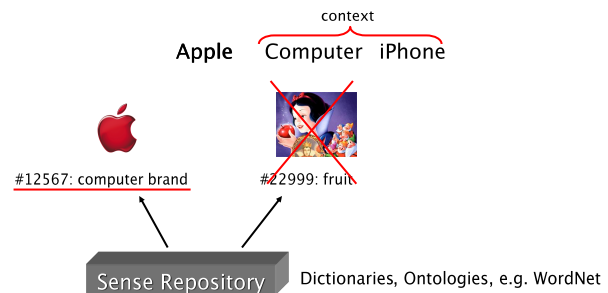 context
Apple Computer iPhone
#12567: computer brand
#22999: fruit
Sense Repository
Dictionaries, Ontologies, e.g. WordNet